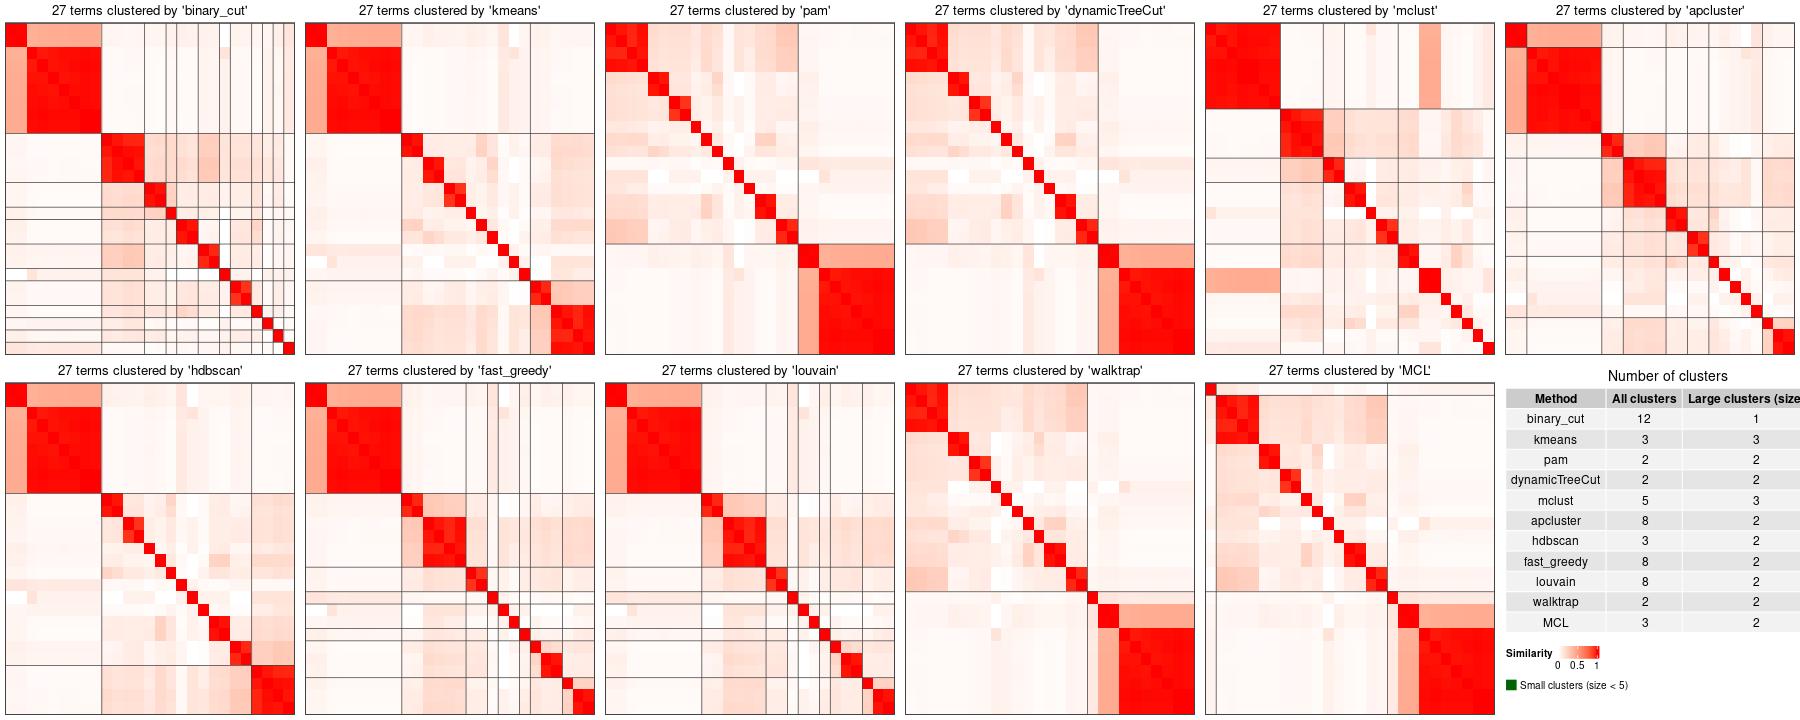 27 terms clustered by 'binary_cut'
27 terms clustered by 'kmeans'
27 terms clustered by 'pam'
27 terms clustered by 'dynamicTreeCut'
27 terms clustered by 'mclust'
27 terms clustered by 'apcluster'
27 terms clustered by 'hdbscan'
27 terms clustered by 'fast_greedy'
27 terms clustered by 'louvain'
27 terms clustered by 'walktrap'
27 terms clustered by 'MCL'
Number of clusters
Method All clusters Large clusters (size
binary_cut 12 1
kmeans 3 3
pam 2 2
dynamicTreeCut 2 2
mclust 5 3
apcluster 8 2
hdbscan 3 2
fast_greedy 8 2
louvain 8 2
walktrap 2 2
MCL 3 2
Similarity
0 0.5 1
Small clusters (size < 5)